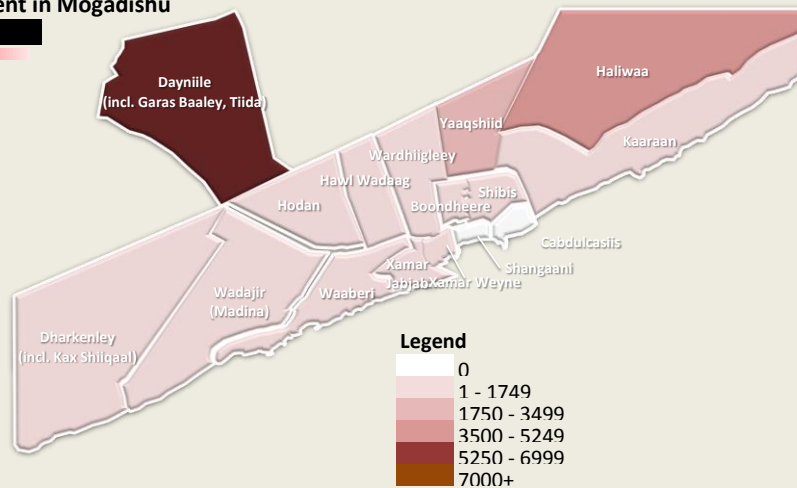 ent in Mogadishu
Dayniile
(incl. Garas Baaley, Tiida)
Haliwaa
Yaaqshiid
Kaaraan
Wardhiigleey
Hawl Wadaag
Shibis
Hodan
Boondheere
Cabdulcasiis
Shangaani
Xamar
Jabjab
Xamar Weyne
Waaberi
Wadajir
(Madina)
Dharkenley
(incl. Kax Shiiqaal)
Legend
0
1 - 1749
1750 - 3499
3500 - 5249
5250 - 6999
7000+